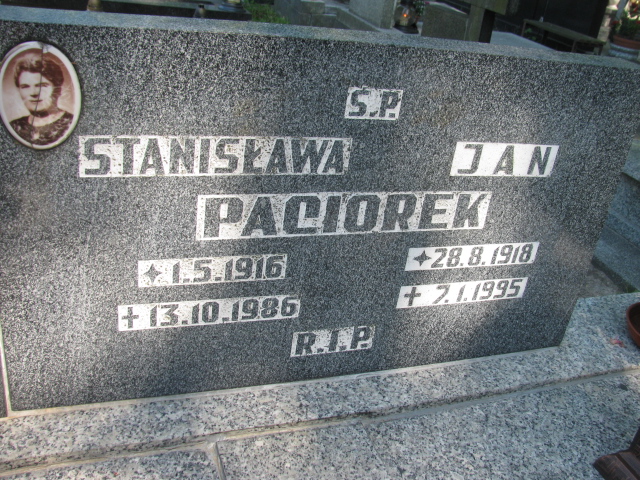 Ś.P.
STANISŁAWA JAN
PACIOREK
✦1.5.1916 ✦28.8.1918
✝13.10.1986 ✝7.1.1995
R.I.P.